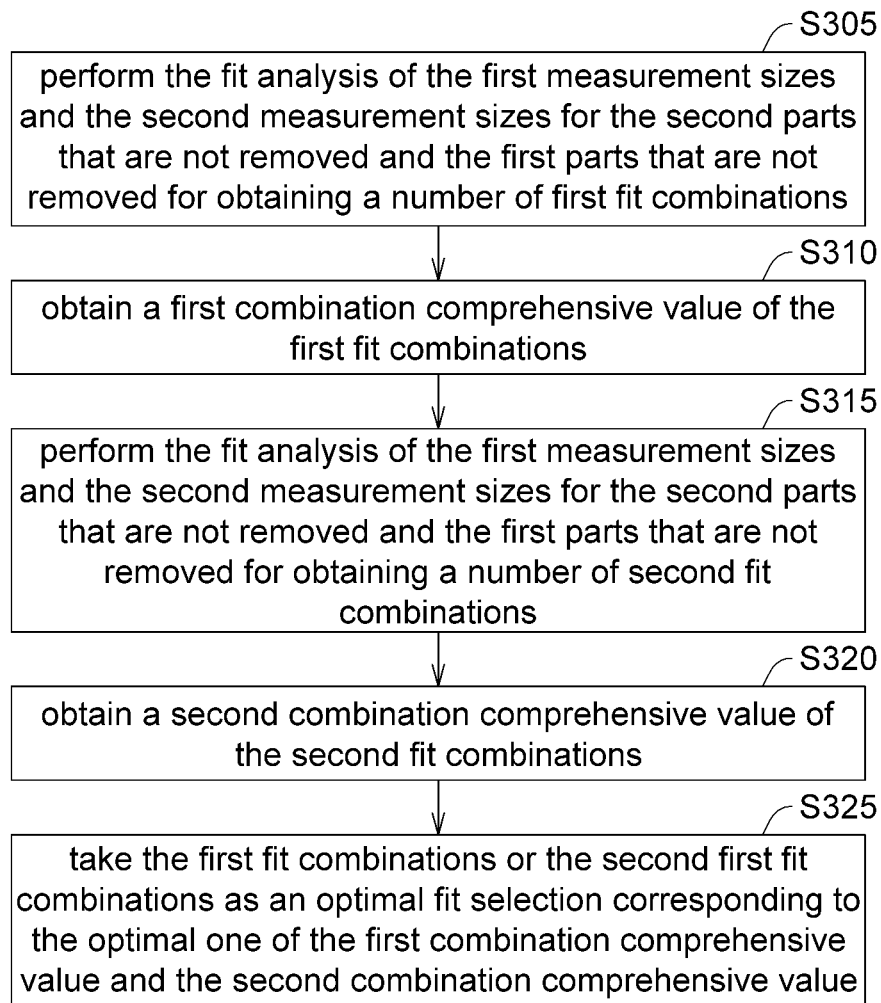 S305
perform the fit analysis of the first measurement sizes
and the second measurement sizes for the second parts
that are not removed and the first parts that are not
removed for obtaining a number of first fit combinations
S310
obtain a first combination comprehensive value of the
first fit combinations
S315
perform the fit analysis of the first measurement sizes
and the second measurement sizes for the second parts
that are not removed and the first parts that are not
removed for obtaining a number of second fit
combinations
S320
obtain a second combination comprehensive value of
the second fit combinations
S325
take the first fit combinations or the second first fit
combinations as an optimal fit selection corresponding to
the optimal one of the first combination comprehensive
value and the second combination comprehensive value